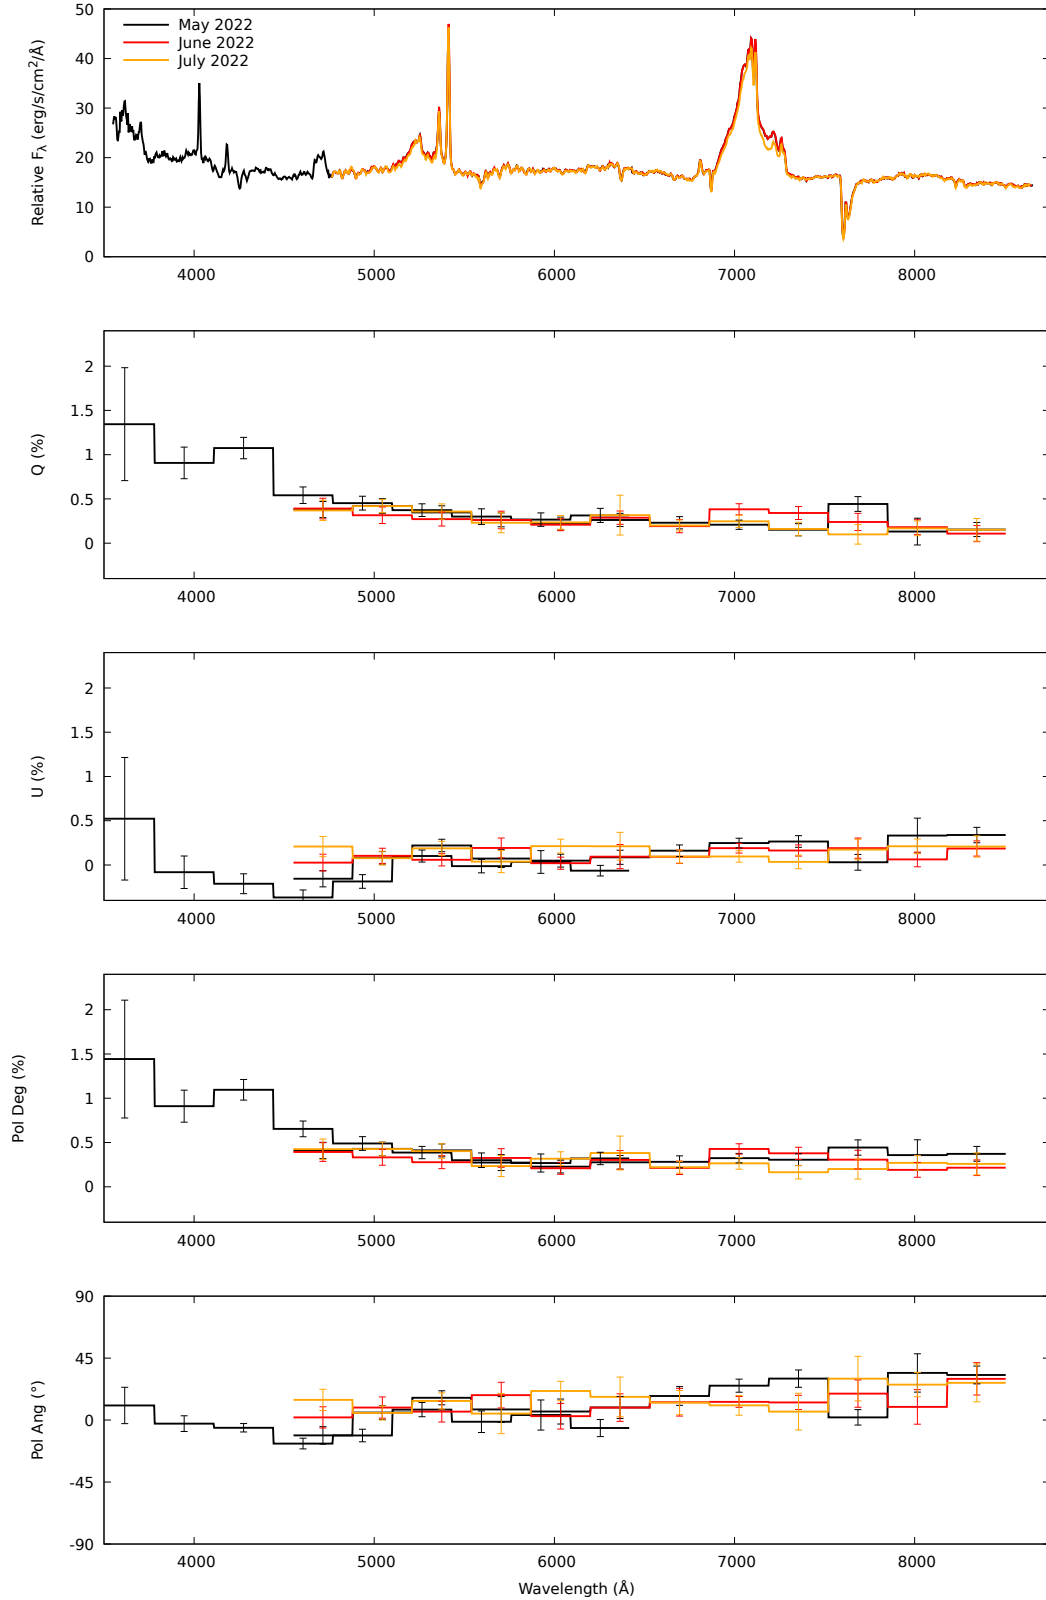 50
40
30
20
10
0
Relative Fλ (erg/s/cm²/Å)
May 2022
June 2022
July 2022
4000 5000 6000 7000 8000
2
1.5
1
0.5
0
Q (%)
4000 5000 6000 7000 8000
2
1.5
1
0.5
0
U (%)
4000 5000 6000 7000 8000
2
1.5
1
0.5
0
Pol Deg (%)
4000 5000 6000 7000 8000
90
45
0
-45
-90
Pol Ang (°)
4000 5000 6000 7000 8000
Wavelength (Å)